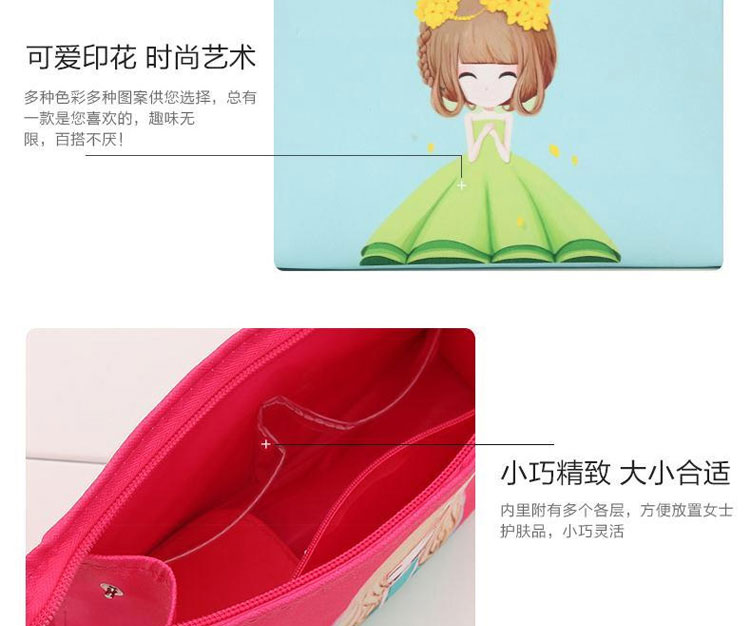 可爱印花 时尚艺术
多种色彩多种图案供您选择，总有
一款是您喜欢的，趣味无
限，百搭不厌！
小巧精致 大小合适
内里附有多个各层，方便放置女士
护肤品，小巧灵活